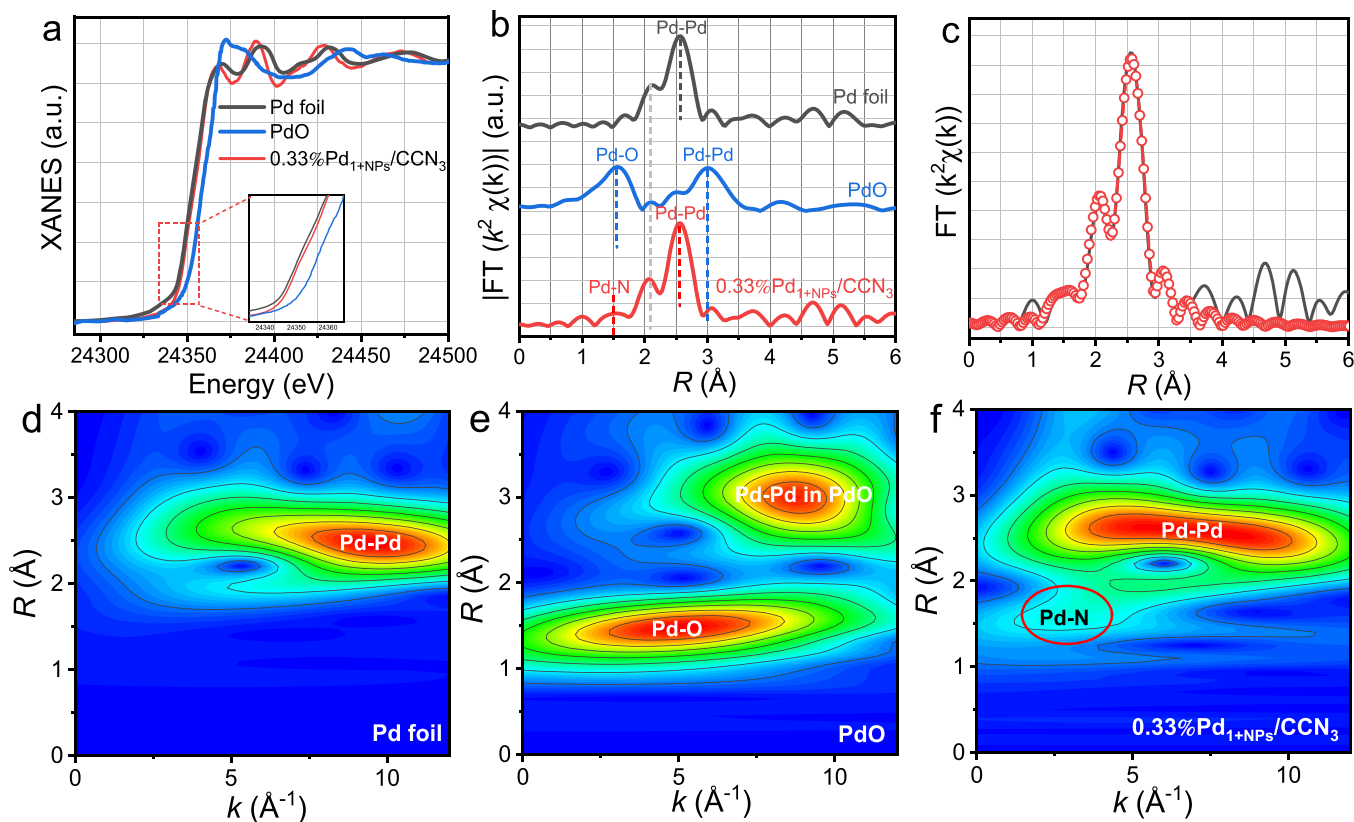 a
XANES (a.u.)
Pd foil
PdO
0.33%Pd₁₊NPs/CCN₃
24340 24350 24360
24300 24350 24400 24450 24500
Energy (eV)
b
|FT (k² χ(k))| (a.u.)
Pd-Pd
Pd foil
Pd-O
Pd-Pd
PdO
Pd-Pd
Pd-N
0.33%Pd₁₊NPs/CCN₃
0 1 2 3 4 5 6
R (Å)
c
FT (k²χ(k))
0 1 2 3 4 5 6
R (Å)
d
R (Å)
4
3
2
1
0
Pd-Pd
Pd foil
0 5 10
k (Å⁻¹)
e
R (Å)
4
3
2
1
0
Pd-Pd in PdO
Pd-O
PdO
0 5 10
k (Å⁻¹)
f
R (Å)
4
3
2
1
0
Pd-Pd
Pd-N
0.33%Pd₁₊NPs/CCN₃
0 5 10
k (Å⁻¹)